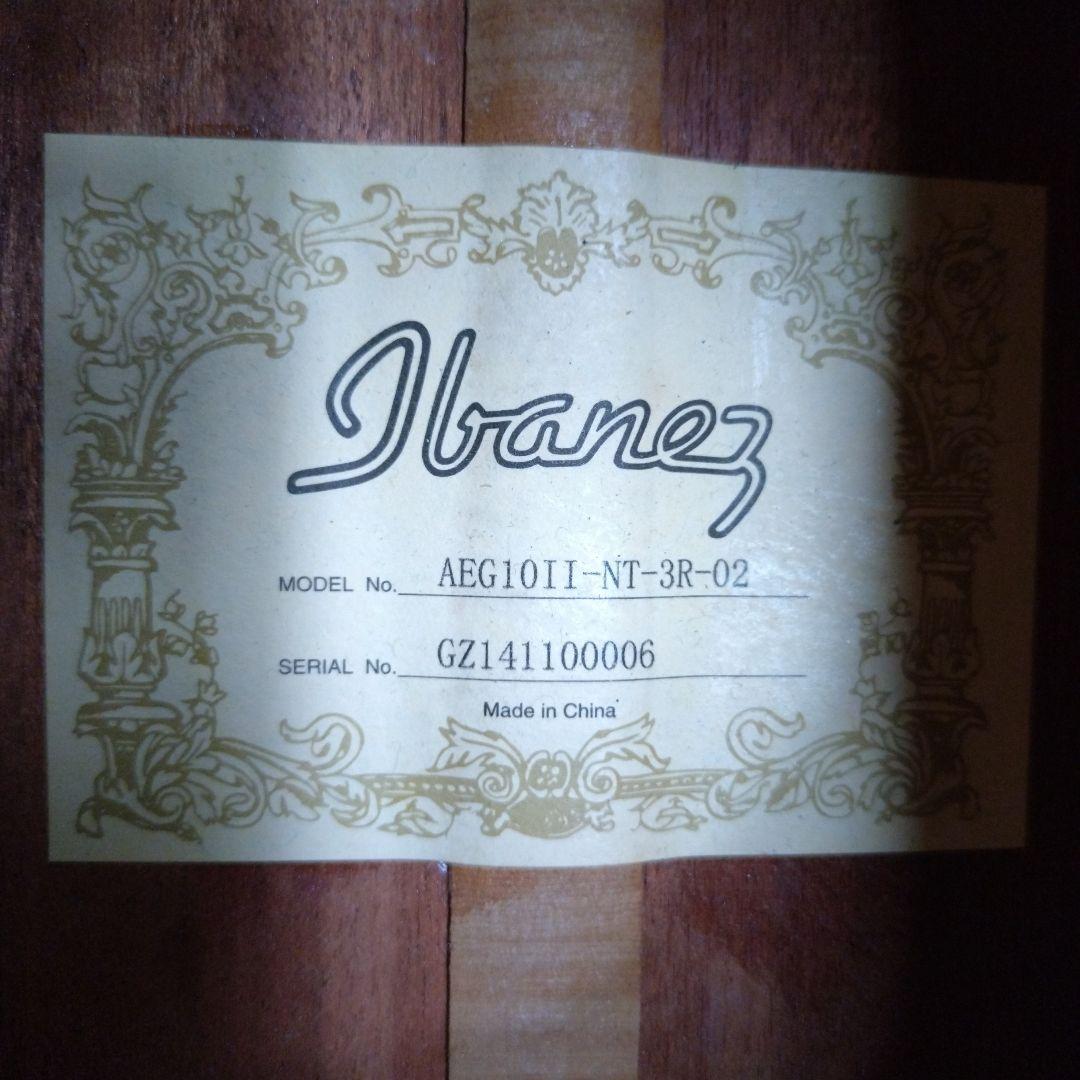 Ibanez
MODEL No. AEG10II-NT-3R-02
SERIAL No. GZ141100006
Made in China